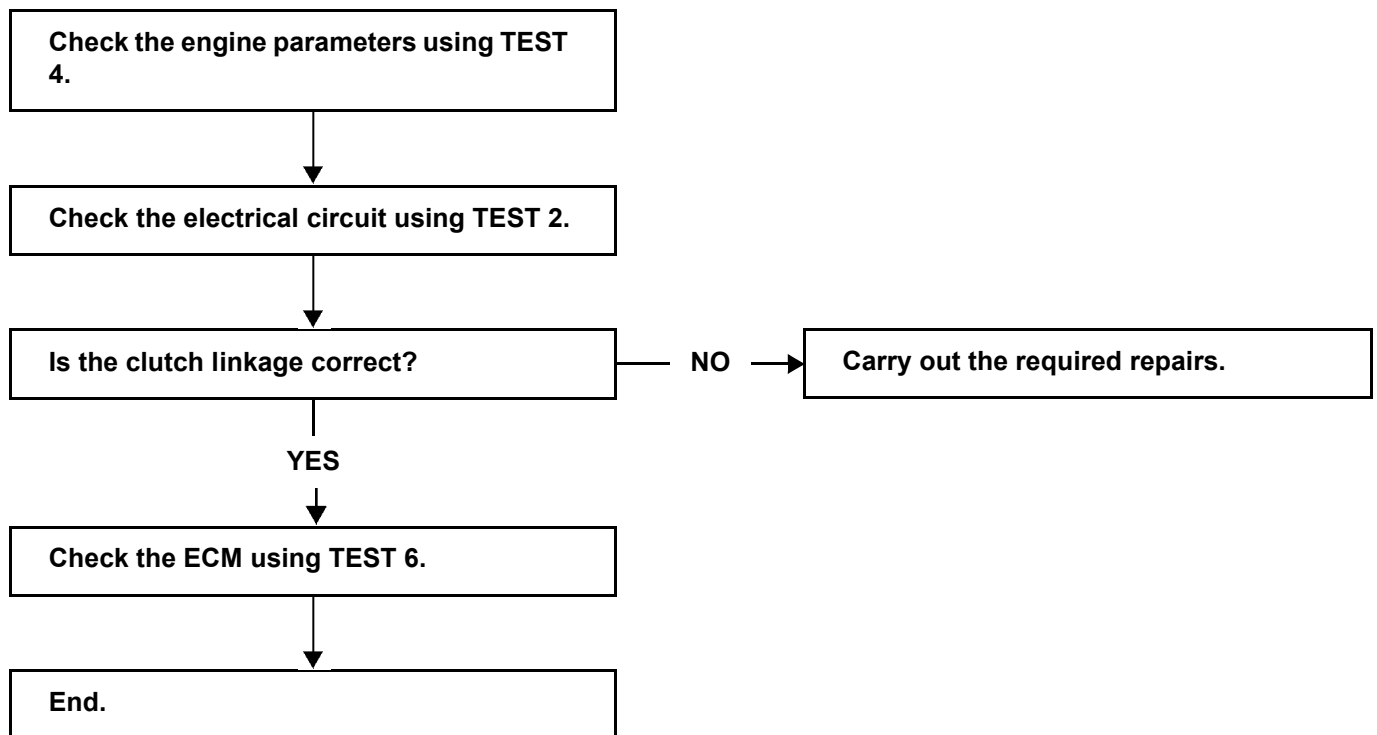 Check the engine parameters using TEST
4.
Check the electrical circuit using TEST 2.
Is the clutch linkage correct?
NO
Carry out the required repairs.
YES
Check the ECM using TEST 6.
End.